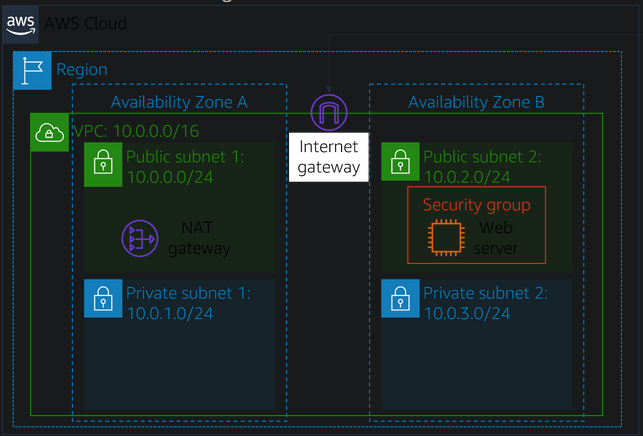 aws
AWS Cloud
Region
Availability Zone A
Availability Zone B
VPC: 10.0.0.0/16
Internet
gateway
Public subnet 1:
10.0.0.0/24
Public subnet 2:
10.0.2.0/24
NAT
gateway
Security group
Web
server
Private subnet 1:
10.0.1.0/24
Private subnet 2:
10.0.3.0/24